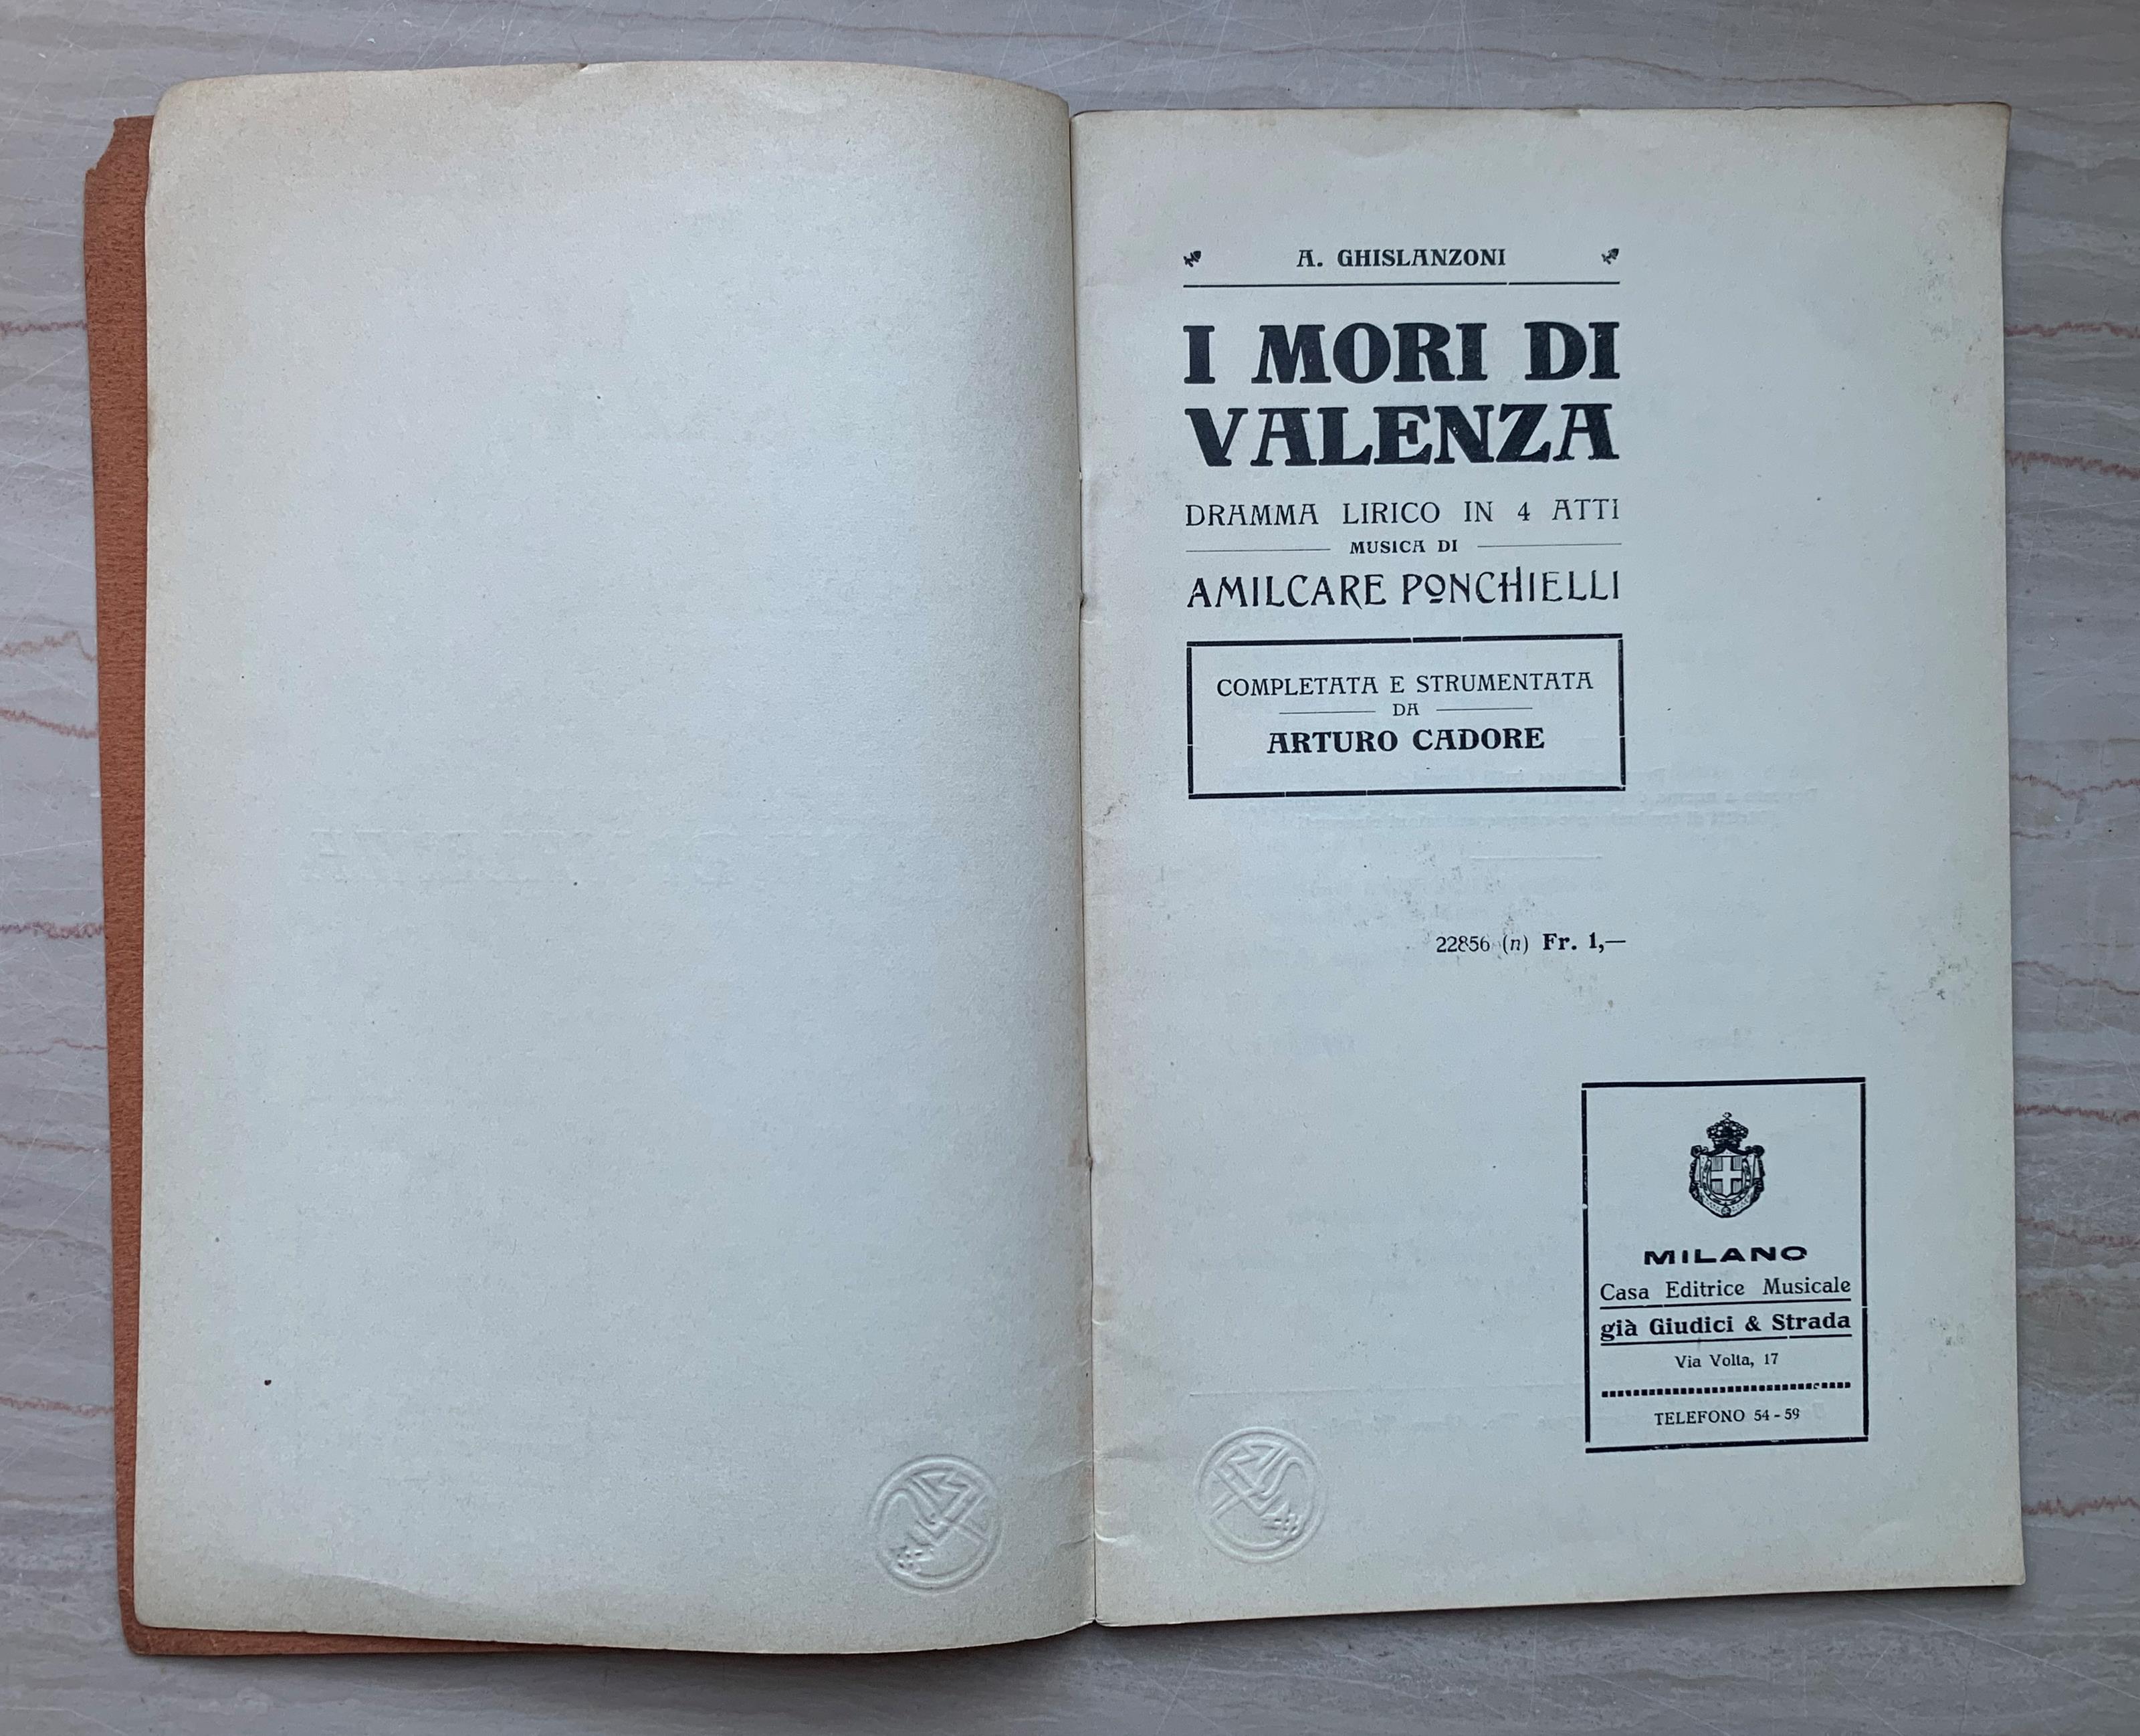 A. GHISLANZONI
I MORI DI
VALENZA
DRAMMA LIRICO IN 4 ATTI
MUSICA DI
AMILCARE PONCHIELLI
COMPLETATA E STRUMENTATA
DA
ARTURO CADORE
22856 (n) Fr. 1,—
MILANO
Casa Editrice Musicale
già Giudici & Strada
Via Volta, 17
TELEFONO 54-59